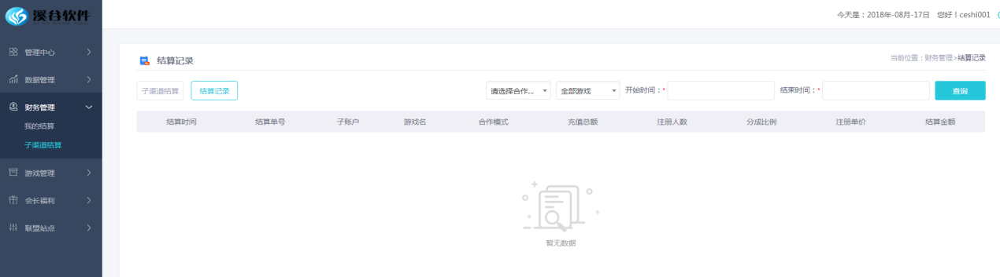 溪谷软件
今天是：2018年-08月-17日 您好！ceshi001
管理中心
数据管理
财务管理
我的结算
子渠道结算
游戏管理
会长福利
联盟站点
结算记录
当前位置：财务管理>结算记录
子渠道结算 结算记录 请选择合作... 全部游戏 开始时间：* 结束时间：* 查询
结算时间 结算单号 子账户 游戏名 合作模式 充值总额 注册人数 分成比例 注册单价 结算金额
暂无数据